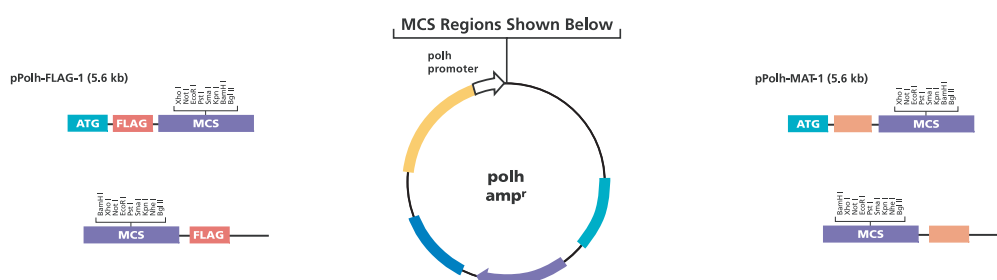 MCS Regions Shown Below
polh
promoter
pPolh-FLAG-1 (5.6 kb)
Xho I
Not I
EcoR I
Pst I
Sma I
Kpn I
BamH I
Bgl II
ATG FLAG MCS
BamH I
Xho I
Not I
EcoR I
Pst I
Sma I
Kpn I
Nhe I
Bgl II
MCS FLAG
polh
ampr
pPolh-MAT-1 (5.6 kb)
Xho I
Not I
EcoR I
Pst I
Sma I
Kpn I
BamH I
Bgl II
ATG MCS
BamH I
Xho I
Not I
EcoR I
Pst I
Sma I
Kpn I
Nhe I
Bgl II
MCS